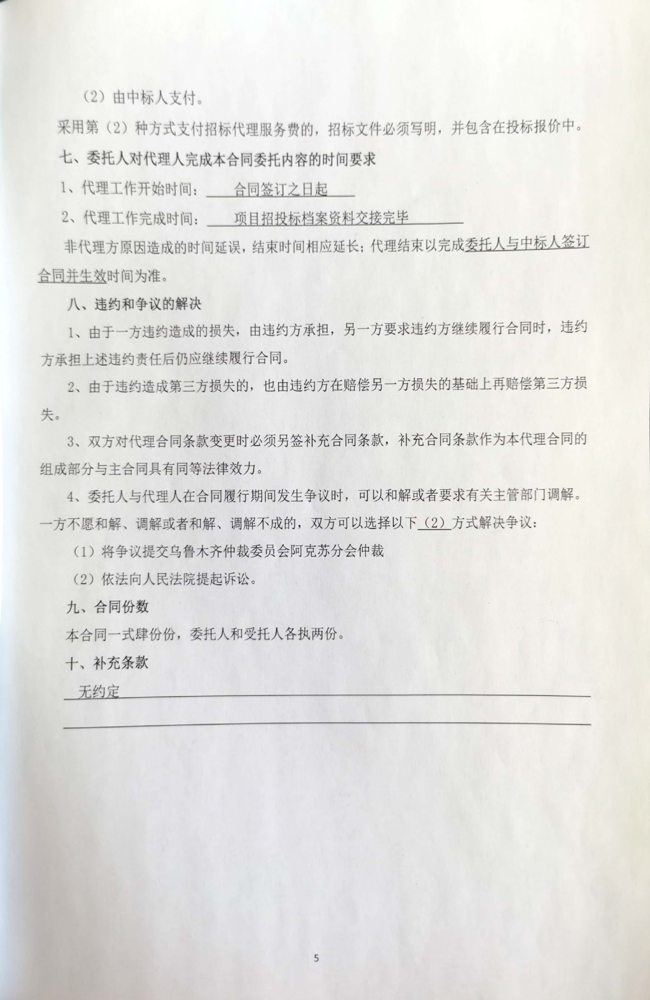 （2）由中标人支付。
采用第（2）种方式支付招标代理服务费的，招标文件必须写明，并包含在投标报价中。
七、委托人对代理人完成本合同委托内容的时间要求
1、代理工作开始时间：合同签订之日起
2、代理工作完成时间：项目招投标档案资料交接完毕
非代理方原因造成的时间延误，结束时间相应延长；代理结束以完成委托人与中标人签订
合同并生效时间为准。
八、违约和争议的解决
1、由于一方违约造成的损失，由违约方承担，另一方要求违约方继续履行合同时，违约
方承担上述违约责任后仍应继续履行合同。
2、由于违约造成第三方损失的，也由违约方在赔偿另一方损失的基础上再赔偿第三方损
失。
3、双方对代理合同条款变更时必须另签补充合同条款，补充合同条款作为本代理合同的
组成部分与主合同具有同等法律效力。
4、委托人与代理人在合同履行期间发生争议时，可以和解或者要求有关主管部门调解。
一方不愿和解、调解或者和解、调解不成的，双方可以选择以下（2）方式解决争议：
（1）将争议提交乌鲁木齐仲裁委员会阿克苏分会仲裁
（2）依法向人民法院提起诉讼。
九、合同份数
本合同一式肆份份，委托人和受托人各执两份。
十、补充条款
无约定
5